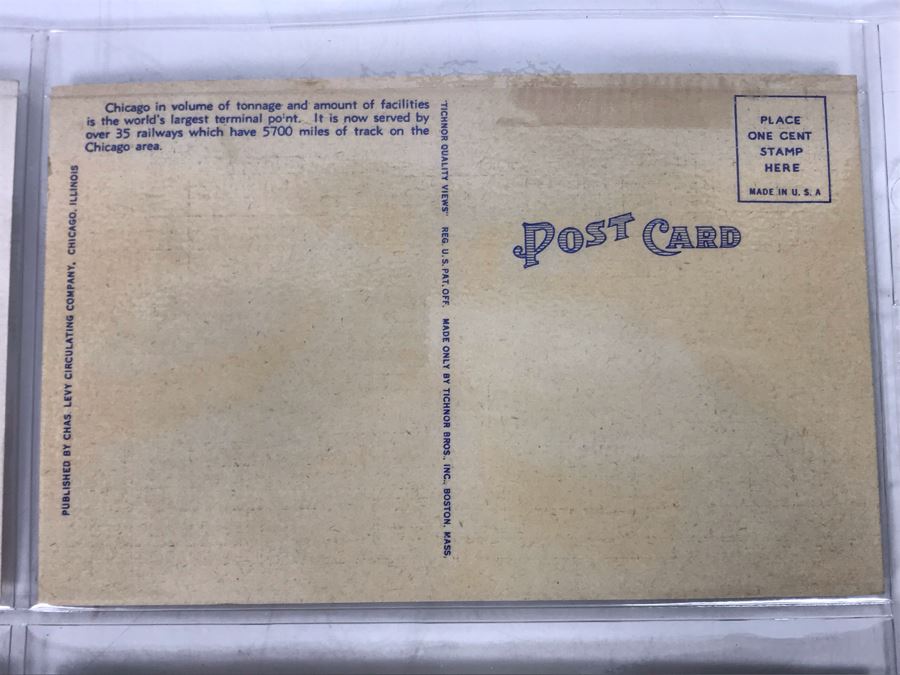 Chicago in volume of tonnage and amount of facilities
is the world's largest terminal point. It is now served by
over 35 railways which have 5700 miles of track on the
Chicago area.
PUBLISHED BY CHAS. LEVY CIRCULATING COMPANY, CHICAGO, ILLINOIS
"TICHNOR QUALITY VIEWS" REG. U. S. PAT. OFF. MADE ONLY BY TICHNOR BROS., INC., BOSTON, MASS.
PLACE
ONE CENT
STAMP
HERE
MADE IN U. S. A
POST CARD